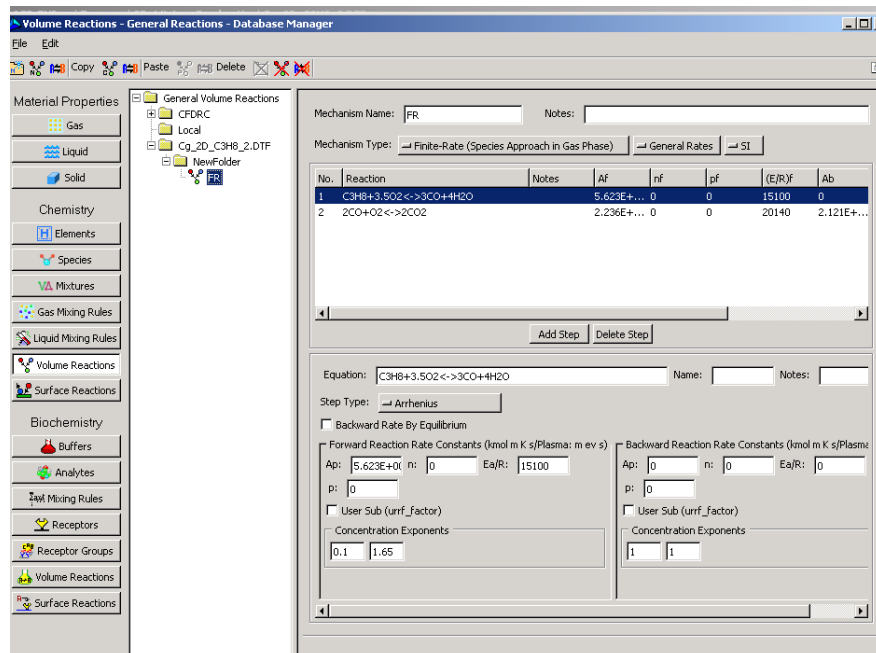 Volume Reactions - General Reactions - Database Manager
File Edit
Copy Paste Delete
Material Properties
Gas
Liquid
Solid
Chemistry
Elements
Species
Mixtures
Gas Mixing Rules
Liquid Mixing Rules
Volume Reactions
Surface Reactions
Biochemistry
Buffers
Analytes
Mixing Rules
Receptors
Receptor Groups
Volume Reactions
Surface Reactions
General Volume Reactions
CFDRC
Local
Cg_2D_C3H8_2.DTF
NewFolder
FR
Mechanism Name: FR Notes:
Mechanism Type: Finite-Rate (Species Approach in Gas Phase) General Rates SI
No. Reaction Notes Af nf pf (E/R)f Ab
1 C3H8+3.5O2<->3CO+4H2O 5.623E+... 0 0 15100 0
2 2CO+O2<->2CO2 2.236E+... 0 0 20140 2.121E+...
Add Step Delete Step
Equation: C3H8+3.5O2<->3CO+4H2O Name: Notes:
Step Type: Arrhenius
Backward Rate By Equilibrium
Forward Reaction Rate Constants (kmol m K s/Plasma: m ev s) Backward Reaction Rate Constants (kmol m K s/Plasma
Ap: 5.623E+0 n: 0 Ea/R: 15100 Ap: 0 n: 0 Ea/R: 0
p: 0 p: 0
User Sub (urrf_factor) User Sub (urrf_factor)
Concentration Exponents Concentration Exponents
0.1 1.65 1 1